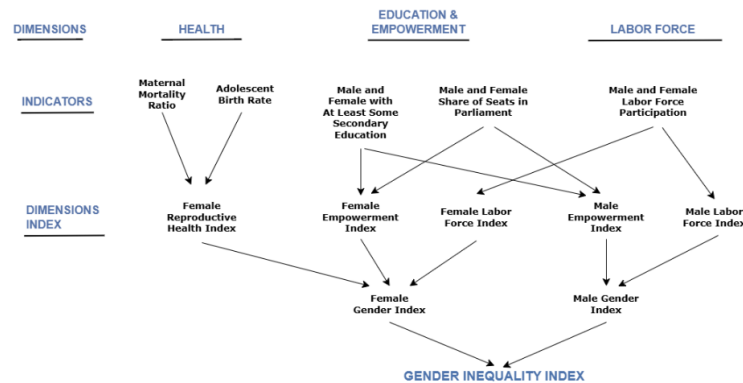 DIMENSIONS
HEALTH
EDUCATION &
EMPOWERMENT
LABOR FORCE
INDICATORS
Maternal
Mortality
Ratio
Adolescent
Birth Rate
Male and
Female with
At Least Some
Secondary
Education
Male and Female
Share of Seats in
Parliament
Male and Female
Labor Force
Participation
DIMENSIONS
INDEX
Female
Reproductive
Health Index
Female
Empowerment
Index
Female Labor
Force Index
Male
Empowerment
Index
Male Labor
Force Index
Female
Gender Index
Male Gender
Index
GENDER INEQUALITY INDEX